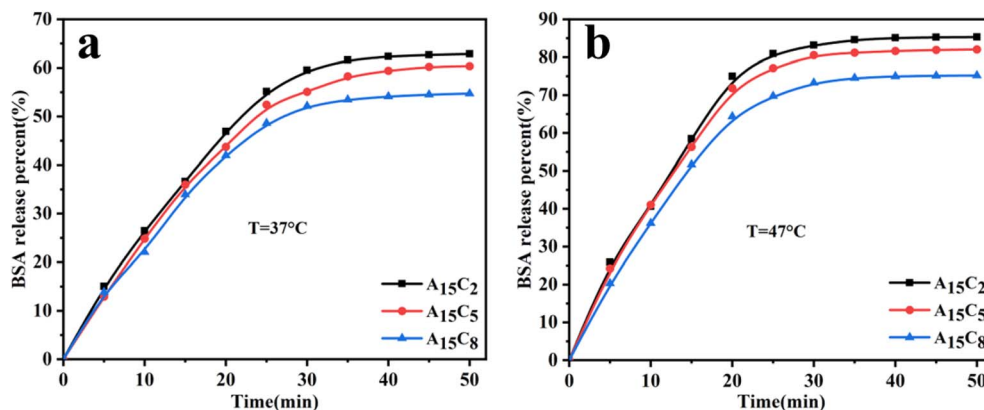 a
BSA release percent(%)
70
60
50
40
30
20
10
0
T=37°C
A15C2
A15C5
A15C8
0 10 20 30 40 50
Time(min)
b
BSA release percent(%)
90
80
70
60
50
40
30
20
10
0
T=47°C
A15C2
A15C5
A15C8
0 10 20 30 40 50
Time(min)